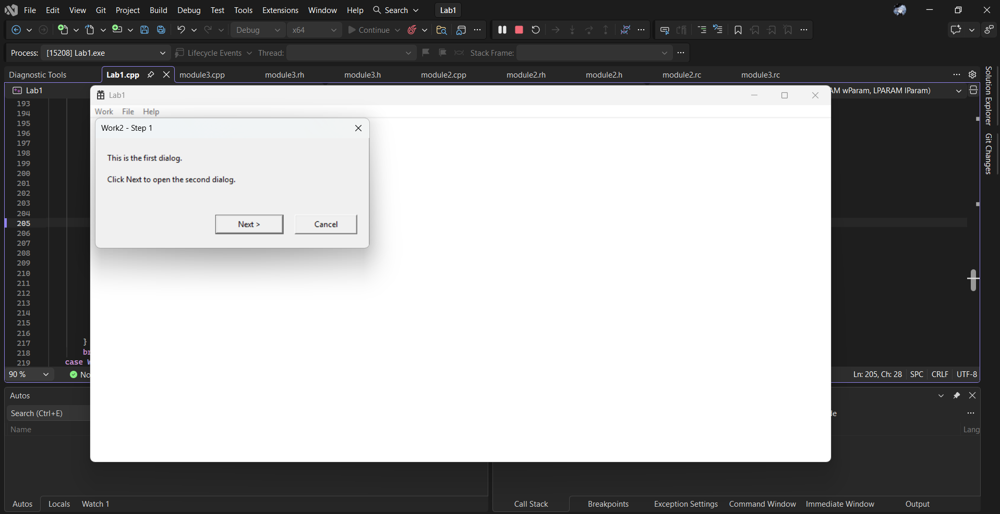 File Edit View Git Project Build Debug Test Tools Extensions Window Help Search Lab1
Debug x64 Continue
Process: [15208] Lab1.exe Lifecycle Events Thread: Stack Frame:
Diagnostic Tools Lab1.cpp module3.cpp module3.rh module3.h module2.cpp module2.rh module2.h module2.rc module3.rc
Lab1 AM wParam, LPARAM lParam)
Solution Explorer
Git Changes
Lab1
Work File Help
Work2 - Step 1
This is the first dialog.
Click Next to open the second dialog.
Next > Cancel
193
194
195
196
197
198
199
200
201
202
203
204
205
206
207
208
209
210
211
212
213
214
215
216
217 }
218 br
219 case W
90 % No Ln: 205, Ch: 28 SPC CRLF UTF-8
Autos
Search (Ctrl+E) de
Name Lang
Autos Locals Watch 1 Call Stack Breakpoints Exception Settings Command Window Immediate Window Output